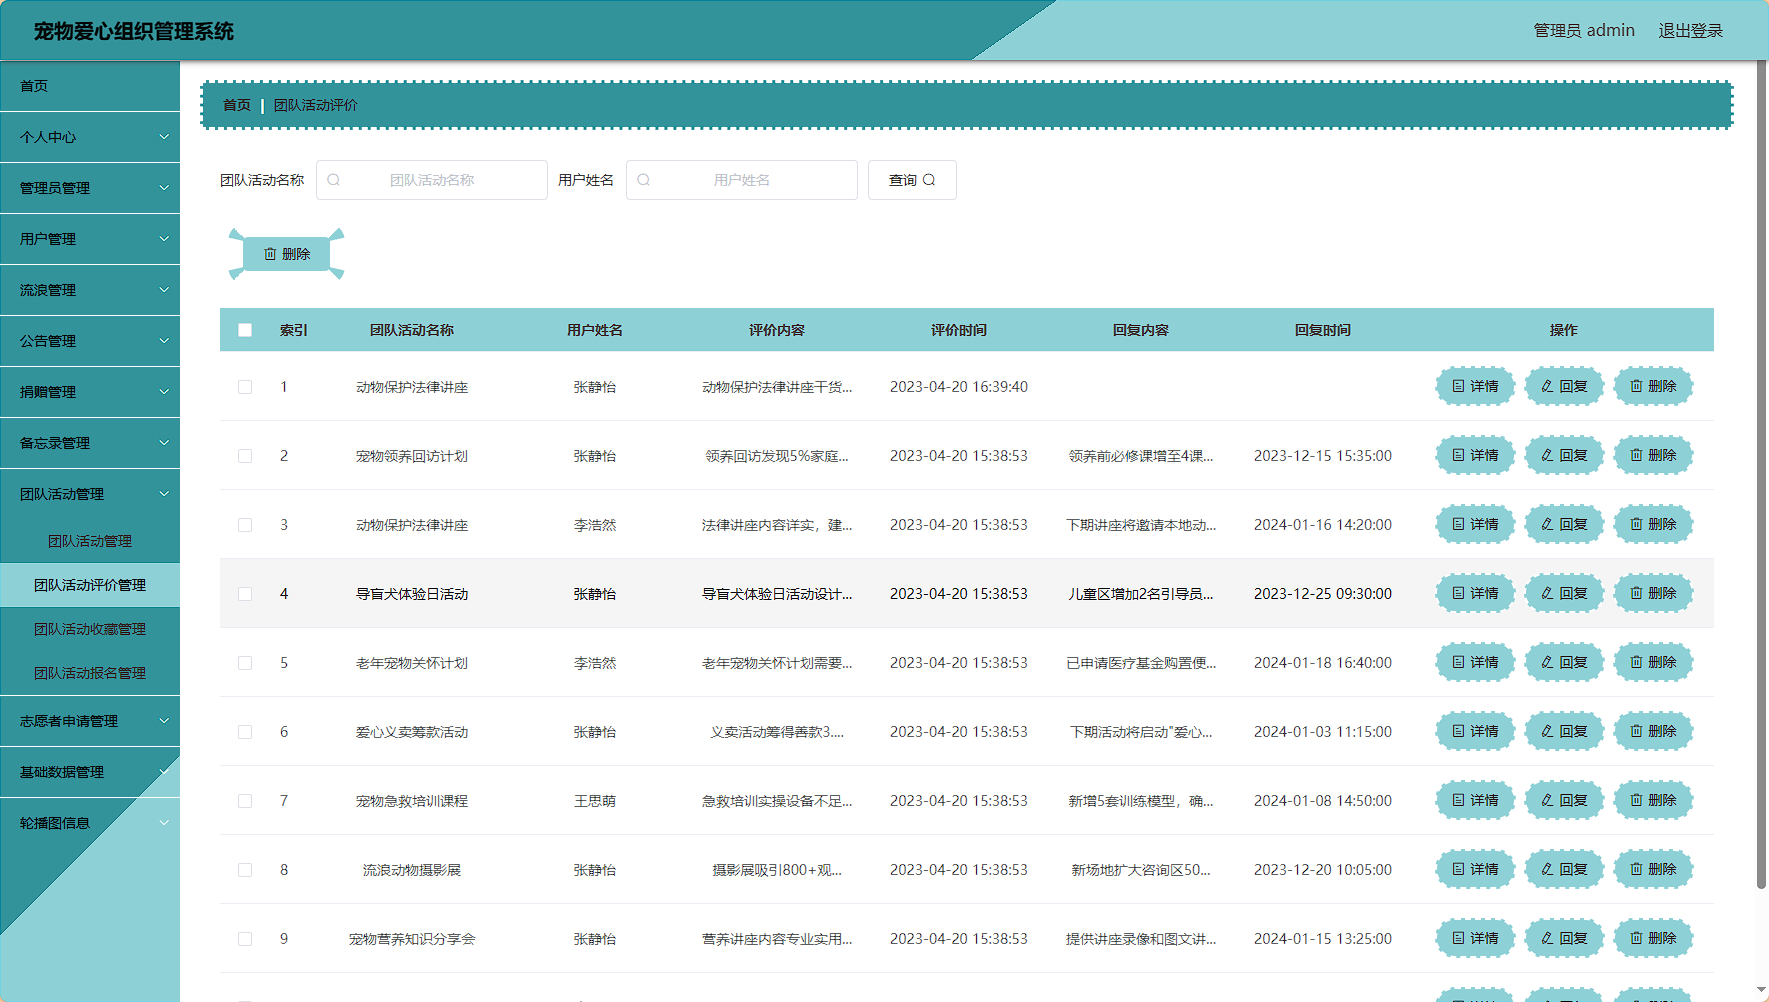 宠物爱心组织管理系统
管理员 admin 退出登录
首页
个人中心
管理员管理
用户管理
流浪管理
公告管理
捐赠管理
备忘录管理
团队活动管理
团队活动管理
团队活动评价管理
团队活动收藏管理
团队活动报名管理
志愿者申请管理
基础数据管理
轮播图信息
首页 团队活动评价
团队活动名称 团队活动名称 用户姓名 用户姓名 查询
删除
索引 团队活动名称 用户姓名 评价内容 评价时间 回复内容 回复时间 操作
1 动物保护法律讲座 张静怡 动物保护法律讲座干货... 2023-04-20 16:39:40 详情 回复 删除
2 宠物领养回访计划 张静怡 领养回访发现5%家庭... 2023-04-20 15:38:53 领养前必修课增至4课... 2023-12-15 15:35:00 详情 回复 删除
3 动物保护法律讲座 李浩然 法律讲座内容详实，建... 2023-04-20 15:38:53 下期讲座将邀请本地动... 2024-01-16 14:20:00 详情 回复 删除
4 导盲犬体验日活动 张静怡 导盲犬体验日活动设计... 2023-04-20 15:38:53 儿童区增加2名引导员... 2023-12-25 09:30:00 详情 回复 删除
5 老年宠物关怀计划 李浩然 老年宠物关怀计划需要... 2023-04-20 15:38:53 已申请医疗基金购置便... 2024-01-18 16:40:00 详情 回复 删除
6 爱心义卖筹款活动 张静怡 义卖活动筹得善款3.... 2023-04-20 15:38:53 下期活动将启动"爱心... 2024-01-03 11:15:00 详情 回复 删除
7 宠物急救培训课程 王思萌 急救培训实操设备不足... 2023-04-20 15:38:53 新增5套训练模型，确... 2024-01-08 14:50:00 详情 回复 删除
8 流浪动物摄影展 张静怡 摄影展吸引800+观... 2023-04-20 15:38:53 新场地扩大咨询区50... 2023-12-20 10:05:00 详情 回复 删除
9 宠物营养知识分享会 张静怡 营养讲座内容专业实用... 2023-04-20 15:38:53 提供讲座录像和图文讲... 2024-01-15 13:25:00 详情 回复 删除